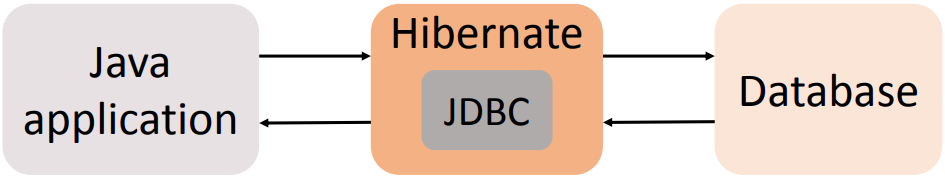 Java
application
Hibernate
JDBC
Database